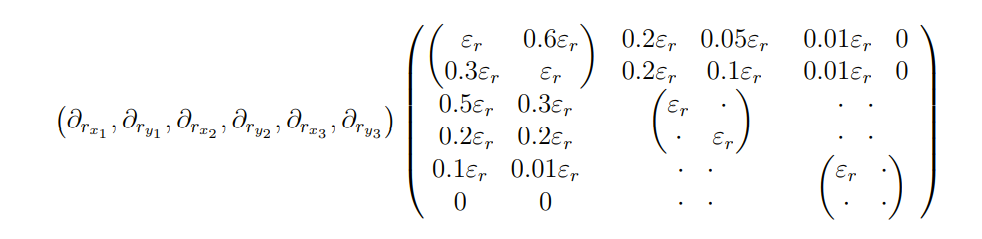 (∂_{r_{x_1}}, ∂_{r_{y_1}}, ∂_{r_{x_2}}, ∂_{r_{y_2}}, ∂_{r_{x_3}}, ∂_{r_{y_3}})
ε_r 0.6ε_r 0.2ε_r 0.05ε_r 0.01ε_r 0
0.3ε_r ε_r 0.2ε_r 0.1ε_r 0.01ε_r 0
0.5ε_r 0.3ε_r ε_r · · ·
0.2ε_r 0.2ε_r · ε_r · ·
0.1ε_r 0.01ε_r · · ε_r ·
0 0 · · · ·